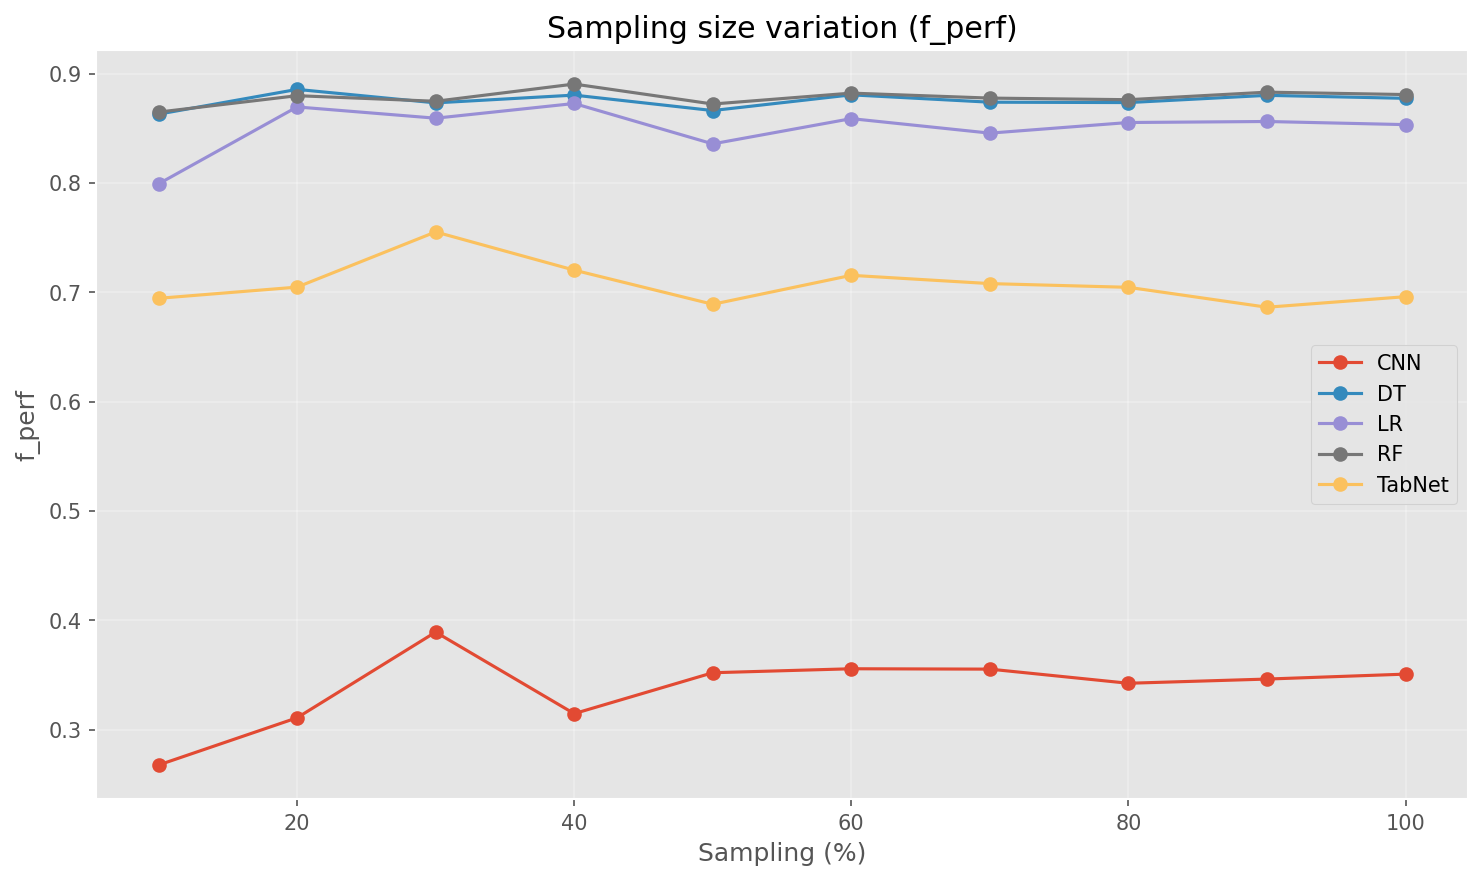 Sampling size variation (f_perf)
0.9
0.8
0.7
0.6
0.5
0.4
0.3
f_perf
CNN
DT
LR
RF
TabNet
20
40
60
80
100
Sampling (%)